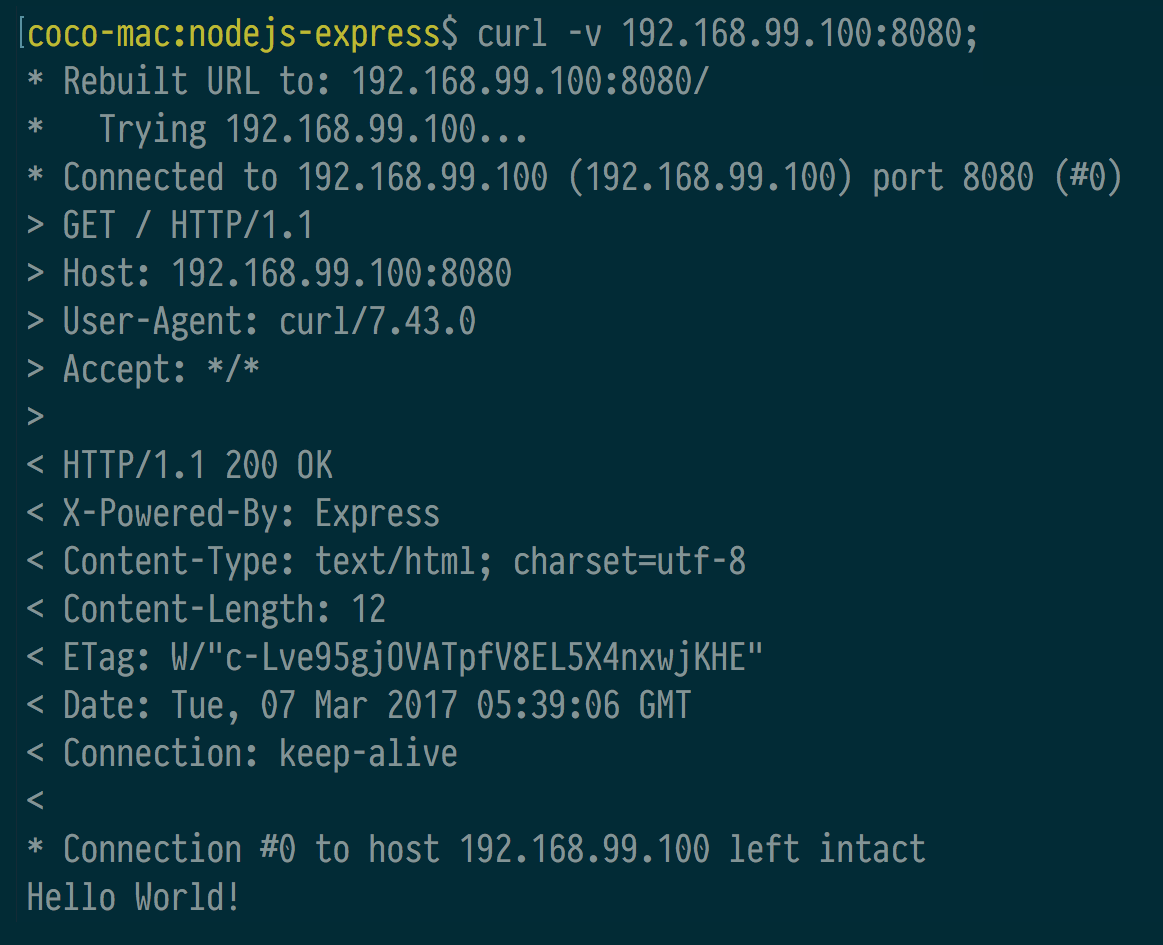 [coco-mac:nodejs-express$ curl -v 192.168.99.100:8080;
* Rebuilt URL to: 192.168.99.100:8080/
*   Trying 192.168.99.100...
* Connected to 192.168.99.100 (192.168.99.100) port 8080 (#0)
> GET / HTTP/1.1
> Host: 192.168.99.100:8080
> User-Agent: curl/7.43.0
> Accept: */*
>
< HTTP/1.1 200 OK
< X-Powered-By: Express
< Content-Type: text/html; charset=utf-8
< Content-Length: 12
< ETag: W/"c-Lve95gjOVATpfV8EL5X4nxwjKHE"
< Date: Tue, 07 Mar 2017 05:39:06 GMT
< Connection: keep-alive
<
* Connection #0 to host 192.168.99.100 left intact
Hello World!